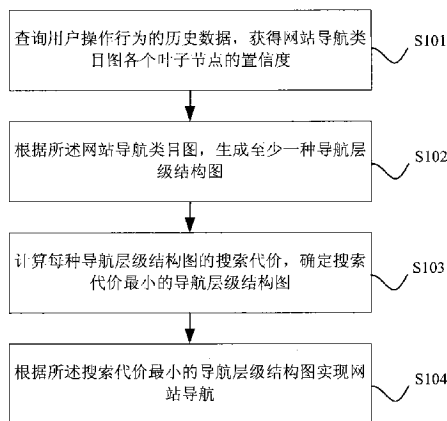 查询用户操作行为的历史数据，获得网站导航类
目图各个叶子节点的置信度
S101
根据所述网站导航类目图，生成至少一种导航层
级结构图
S102
计算每种导航层级结构图的搜索代价，确定搜索
代价最小的导航层级结构图
S103
根据所述搜索代价最小的导航层级结构图实现网
站导航
S104